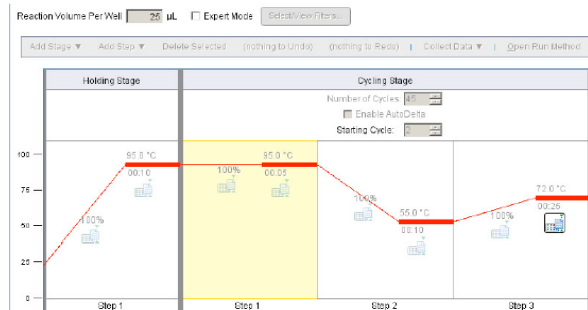 Reaction Volume Per Well 25 µL Expert Mode Select/View Filters...
Add Stage ▼ Add Step ▼ Delete Selected (nothing to Undo) (nothing to Redo) | Collect Data ▼ | Open Run Method
Holding Stage Cycling Stage
Number of Cycles: 45
Enable AutoDelta
Starting Cycle: 2
100
75
50
25
0
95.0 °C
00:10
100%
95.0 °C
00:05
100%
55.0 °C
00:10
100%
72.0 °C
00:26
100%
Step 1 Step 1 Step 2 Step 3